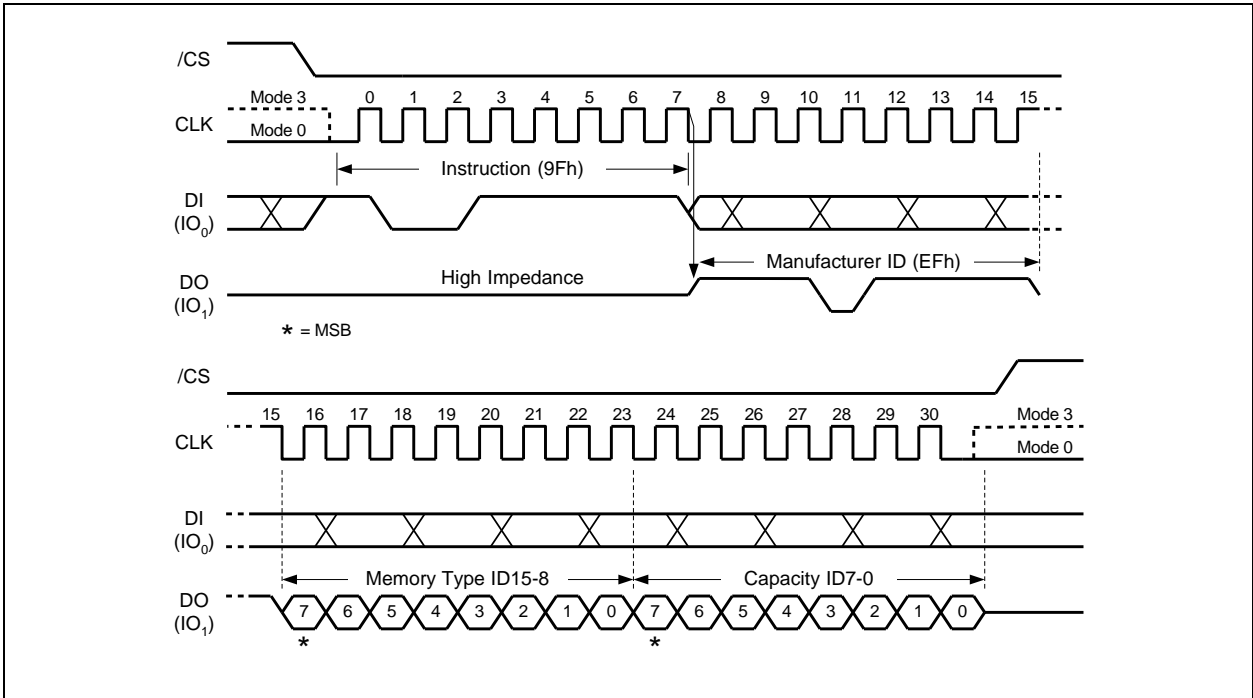 /CS
Mode 3 0 1 2 3 4 5 6 7 8 9 10 11 12 13 14 15
CLK
Mode 0
Instruction (9Fh)
DI
(IO0)
Manufacturer ID (EFh)
High Impedance
DO
(IO1)
* = MSB
/CS
15 16 17 18 19 20 21 22 23 24 25 26 27 28 29 30 Mode 3
CLK
Mode 0
DI
(IO0)
Memory Type ID15-8 Capacity ID7-0
DO
(IO1)
7 6 5 4 3 2 1 0 7 6 5 4 3 2 1 0
* *